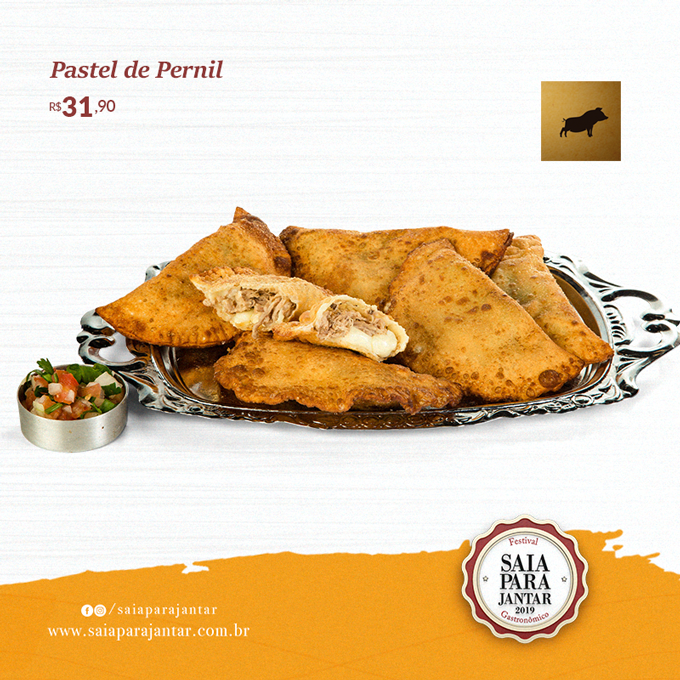 Pastel de Pernil
R$31,90
Festival
SAIA
PARA
JANTAR
2019
Gastronômico
/saiaparajantar
www.saiaparajantar.com.br